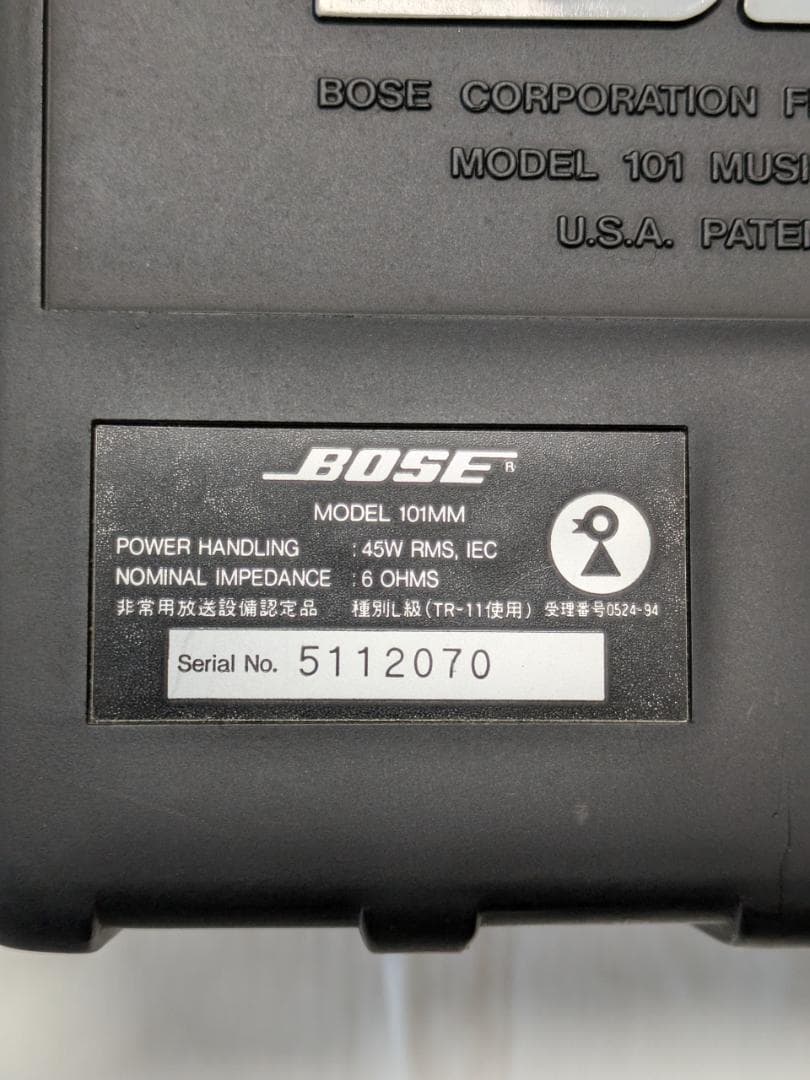 BOSE CORPORATION
MODEL 101
U.S.A.
BOSE®
MODEL 101MM
POWER HANDLING : 45W RMS, IEC
NOMINAL IMPEDANCE : 6 OHMS
非常用放送設備認定品 種別L級(TR-11使用) 受理番号0524-94
Serial No. 5112070